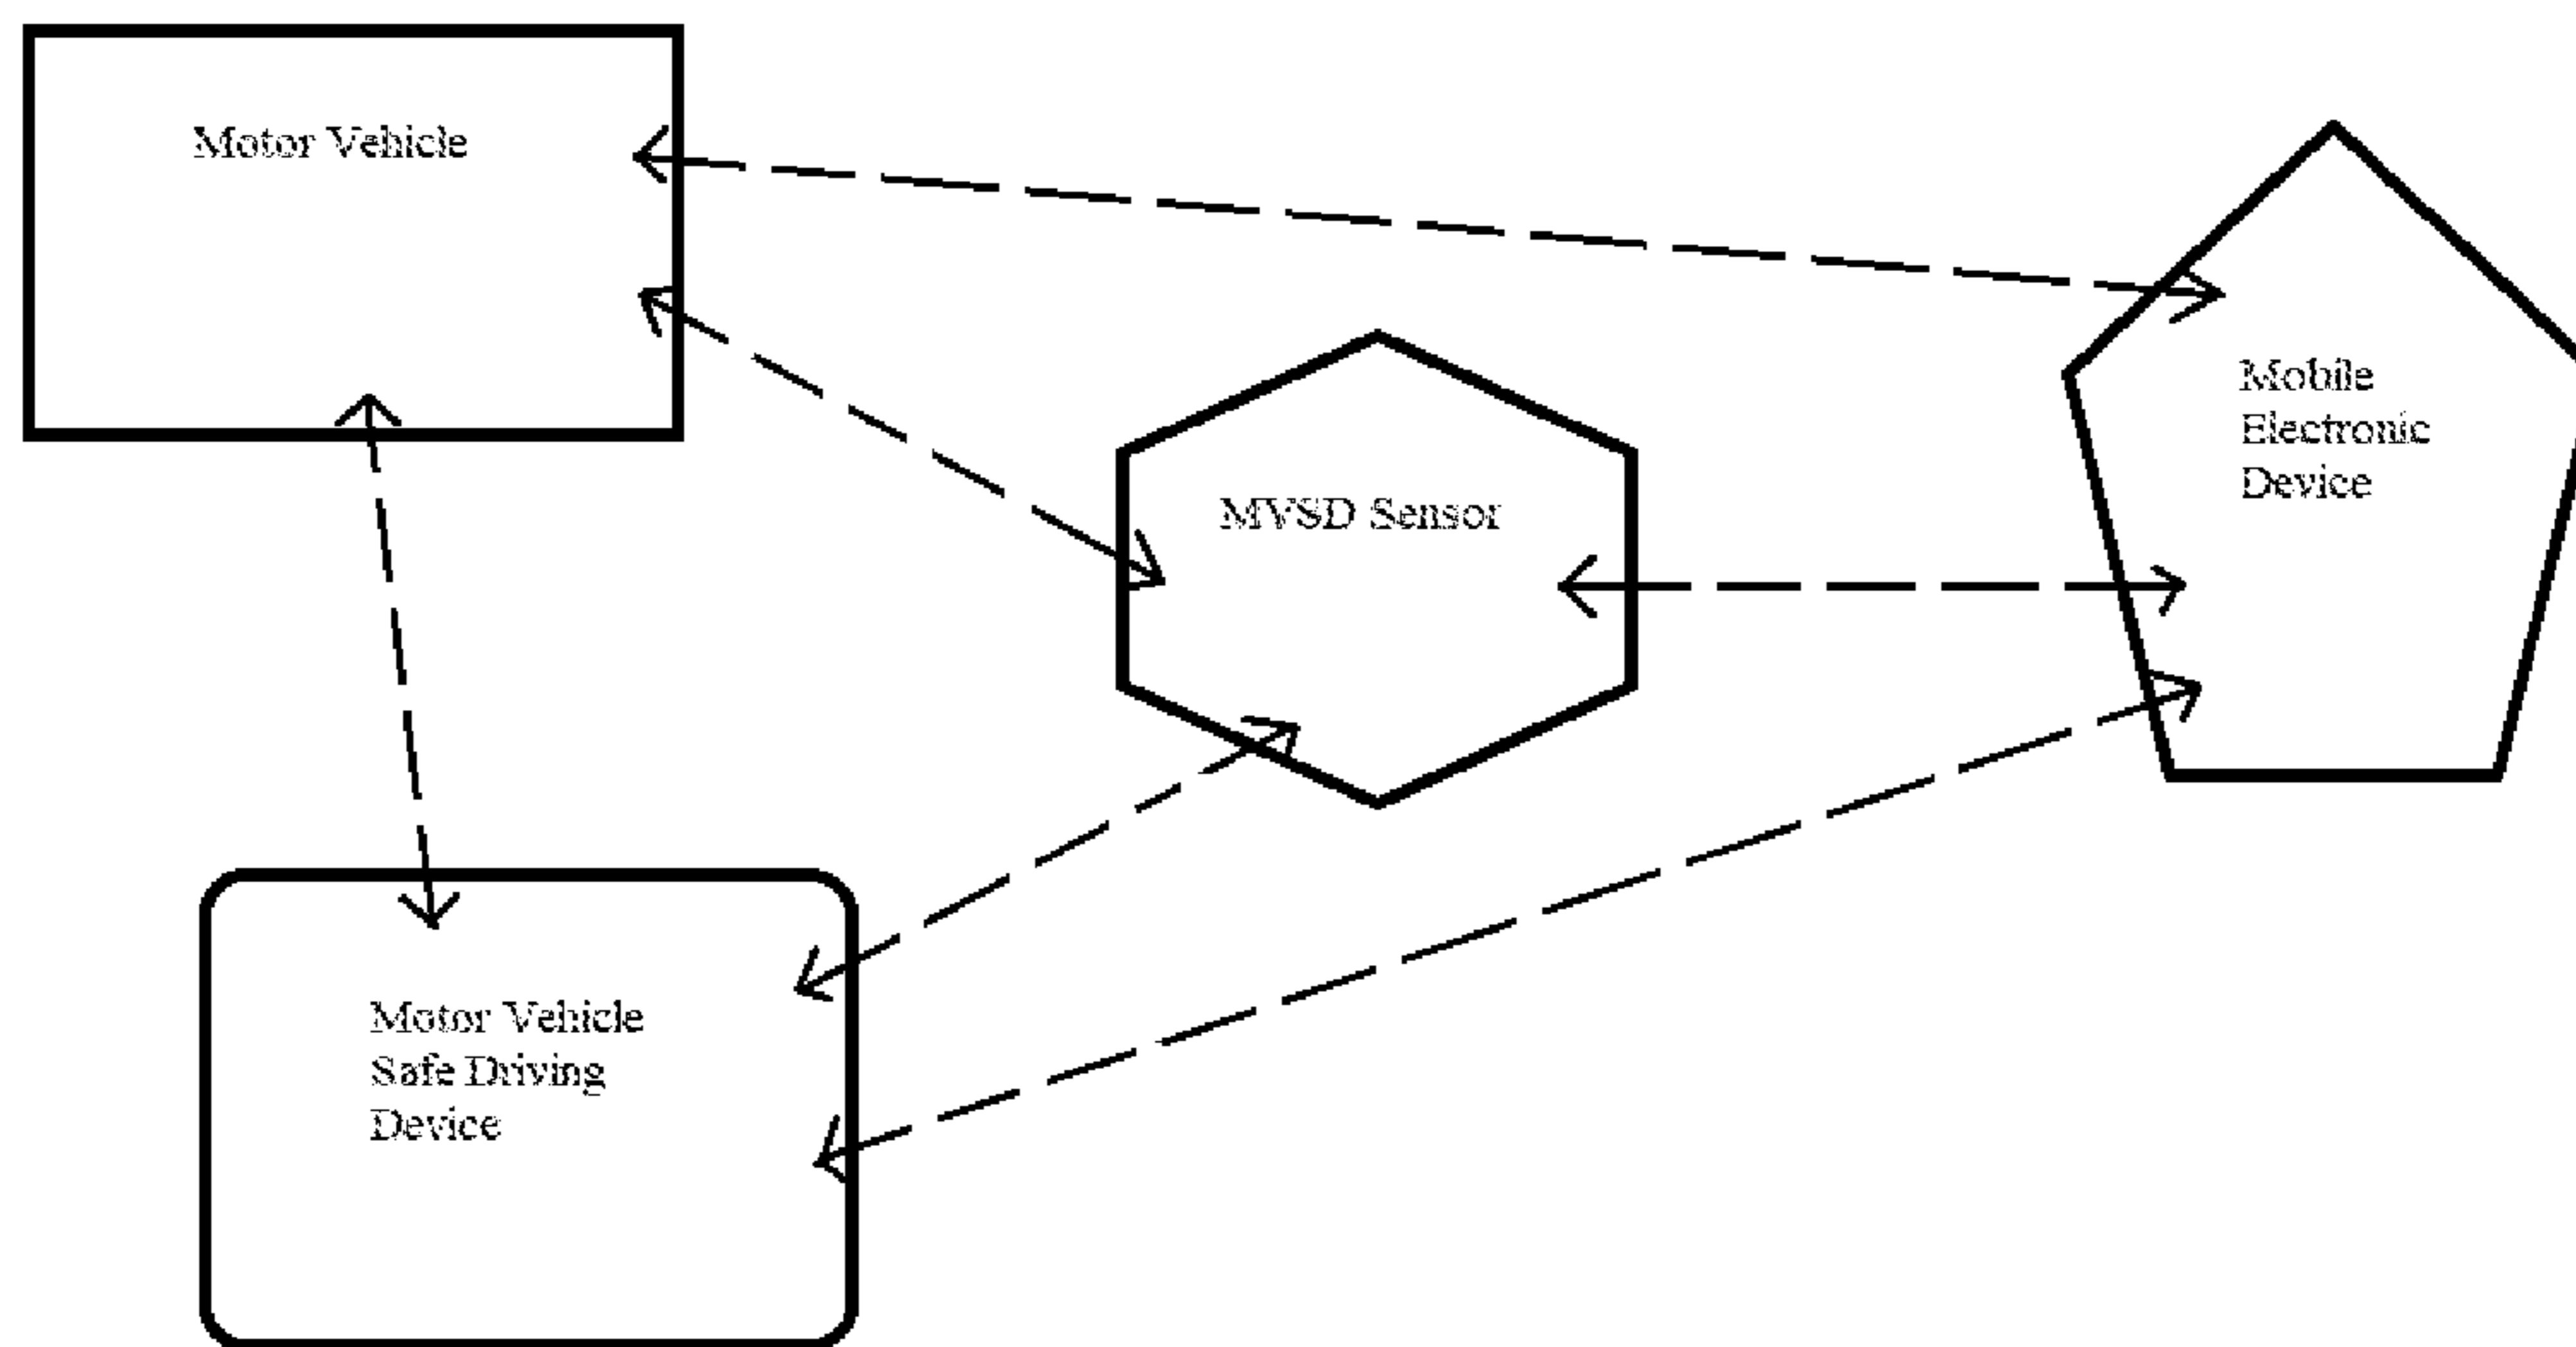 Motor Vehicle
MVSD Sensor
Mobile
Electronic
Device
Motor Vehicle
Safe Driving
Device